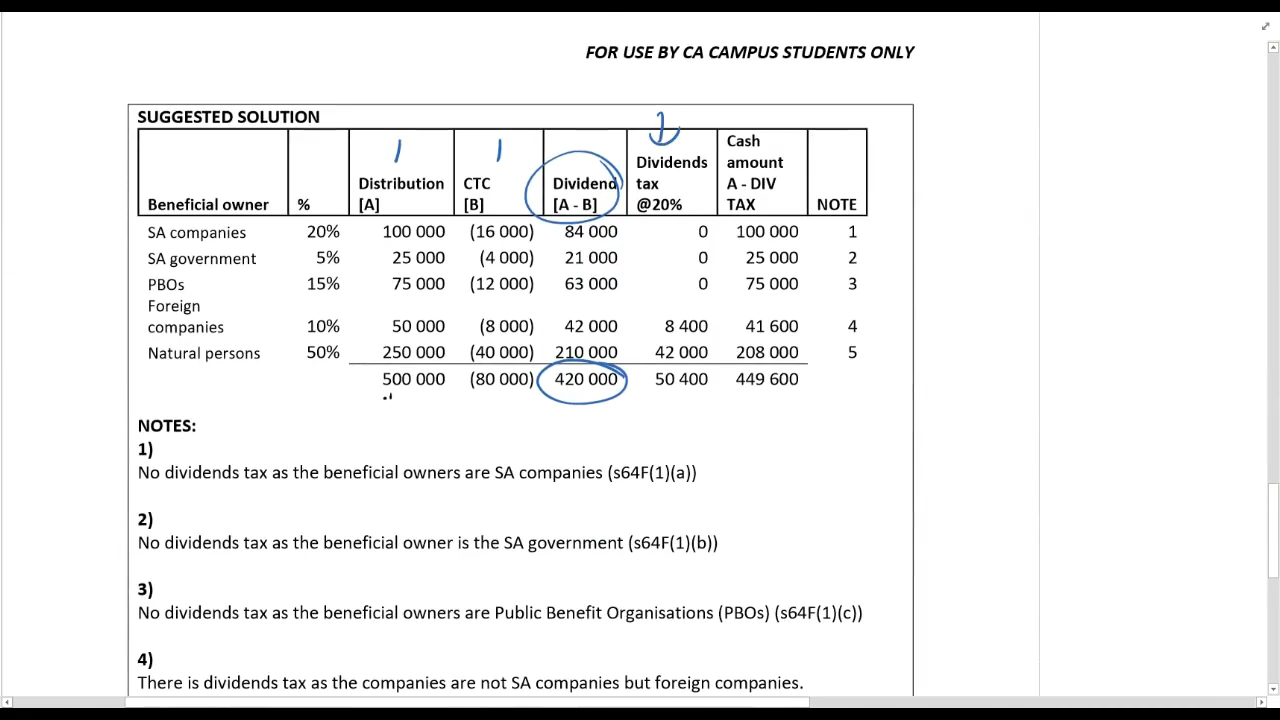 FOR USE BY CA CAMPUS STUDENTS ONLY
SUGGESTED SOLUTION
Beneficial owner % Distribution [A] CTC [B] Dividend [A - B] Dividends tax @20% Cash amount A - DIV TAX NOTE
SA companies 20% 100 000 (16 000) 84 000 0 100 000 1
SA government 5% 25 000 (4 000) 21 000 0 25 000 2
PBOs 15% 75 000 (12 000) 63 000 0 75 000 3
Foreign
companies 10% 50 000 (8 000) 42 000 8 400 41 600 4
Natural persons 50% 250 000 (40 000) 210 000 42 000 208 000 5
500 000 (80 000) 420 000 50 400 449 600
NOTES:
1)
No dividends tax as the beneficial owners are SA companies (s64F(1)(a))
2)
No dividends tax as the beneficial owner is the SA government (s64F(1)(b))
3)
No dividends tax as the beneficial owners are Public Benefit Organisations (PBOs) (s64F(1)(c))
4)
There is dividends tax as the companies are not SA companies but foreign companies.